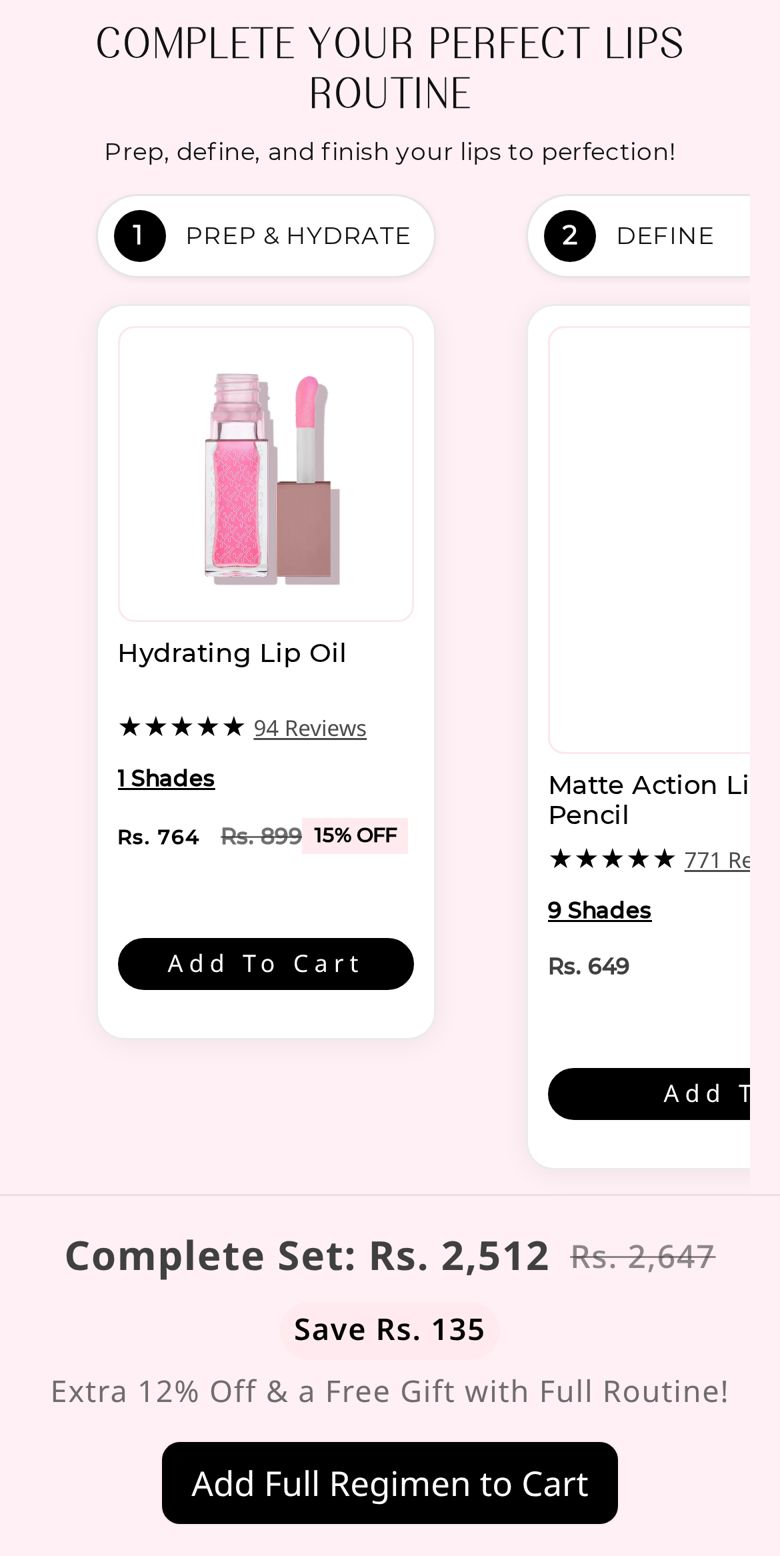 COMPLETE YOUR PERFECT LIPS
ROUTINE
Prep, define, and finish your lips to perfection!
1 PREP & HYDRATE
Hydrating Lip Oil
★★★★★ 94 Reviews
1 Shades
Rs. 764 Rs. 899 15% OFF
Add To Cart
2 DEFINE
Matte Action
Pencil
★★★★★ 771
9 Shades
Rs. 649
Add
Complete Set: Rs. 2,512 Rs. 2,647
Save Rs. 135
Extra 12% Off & a Free Gift with Full Routine!
Add Full Regimen to Cart